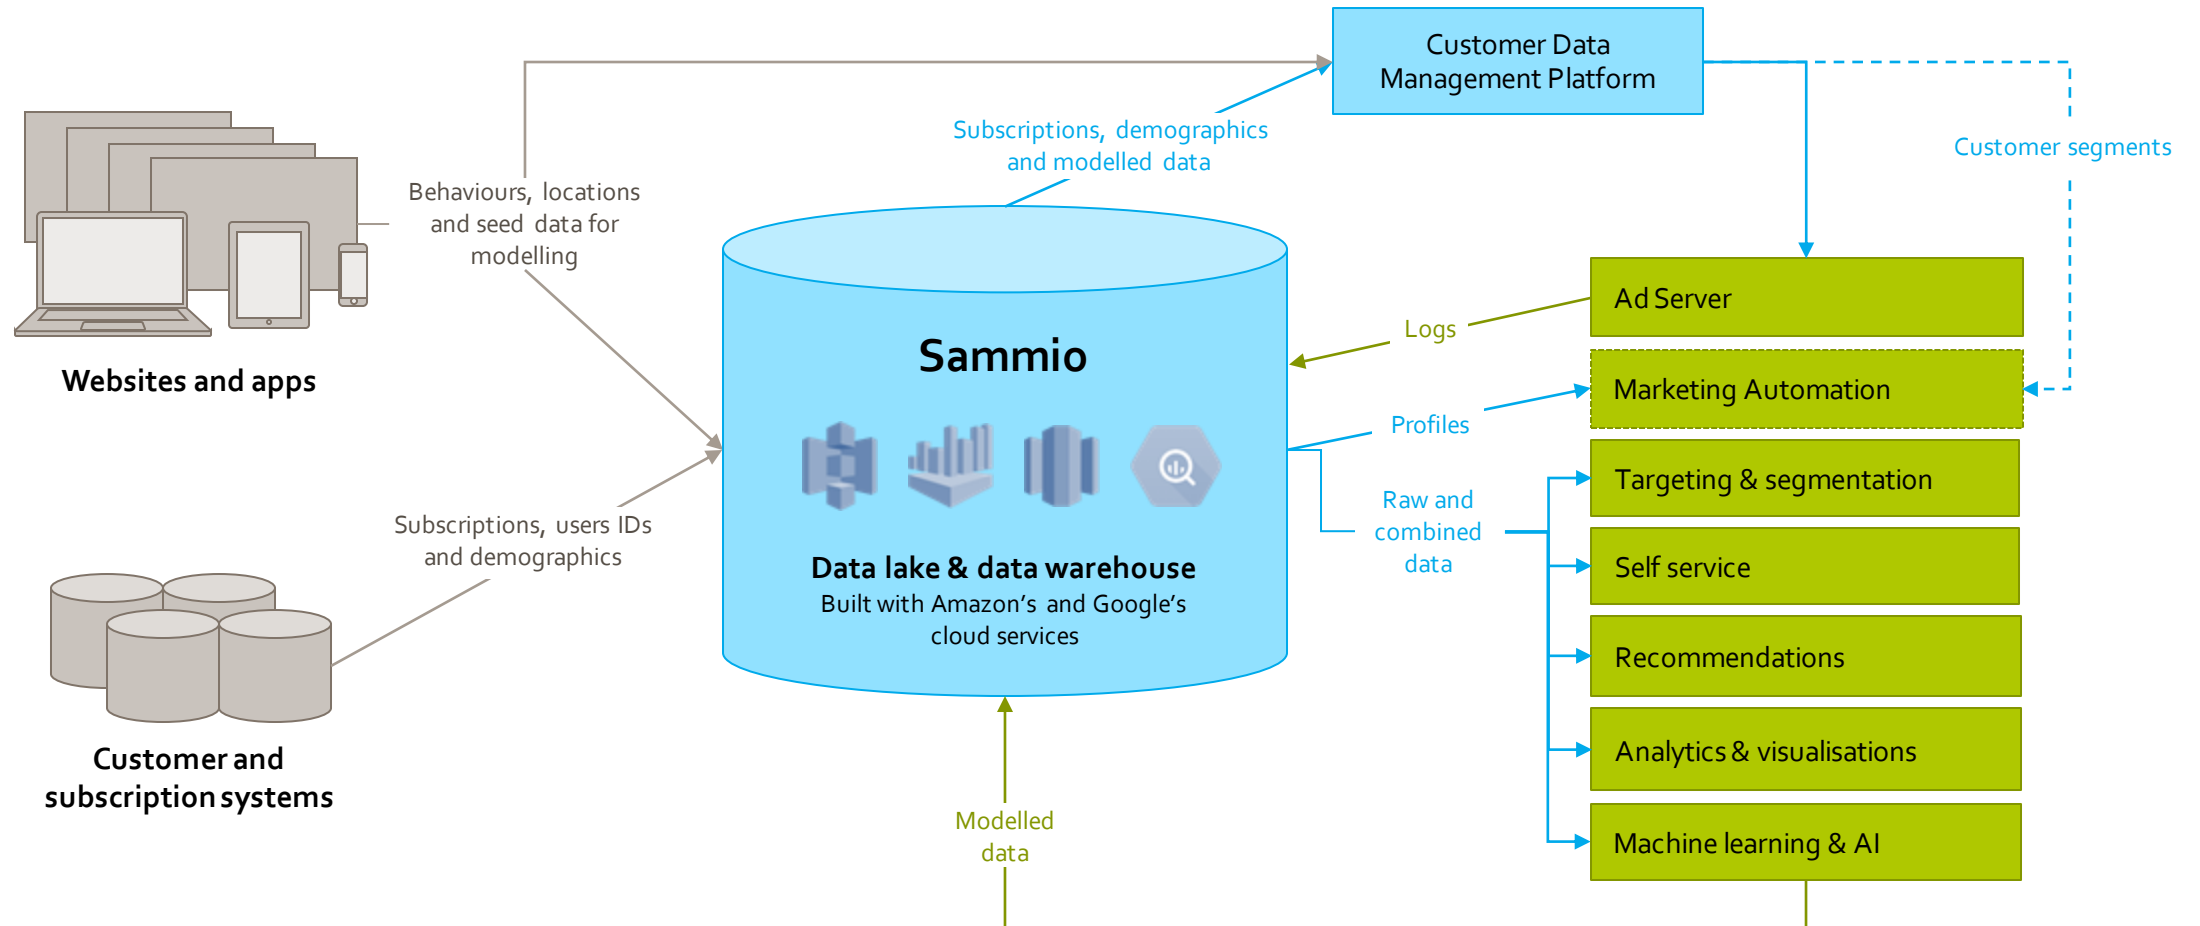 Customer Data
Management Platform
Subscriptions, demographics
and modelled data
Customer segments
Behaviours, locations
and seed data for
modelling
Websites and apps
Sammio
Data lake & data warehouse
Built with Amazon's and Google's
cloud services
Logs
Profiles
Raw and
combined
data
Ad Server
Marketing Automation
Targeting & segmentation
Self service
Recommendations
Analytics & visualisations
Machine learning & AI
Subscriptions, users IDs
and demographics
Customer and
subscription systems
Modelled
data